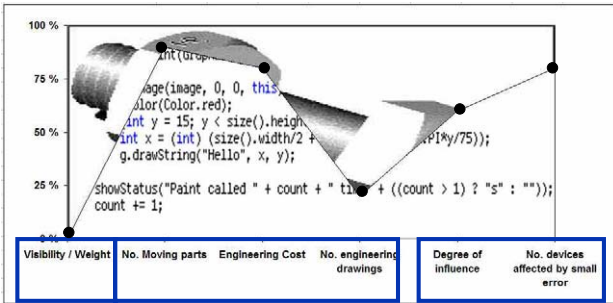 100 %
int(Grap
75 %
mage(image, 0, 0, this
olor(Color.red);
int y = 15; y < size().heigh
50 %
int x = (int) (size().width/2 + PI*y/75));
g.drawString("Hello", x, y);
25 %
showStatus("Paint called " + count + " tim + ((count > 1) ? "s" : ""));
count += 1;
Visibility / Weight
No. Moving parts
Engineering Cost
No. engineering
drawings
Degree of
influence
No. devices
affected by small
error